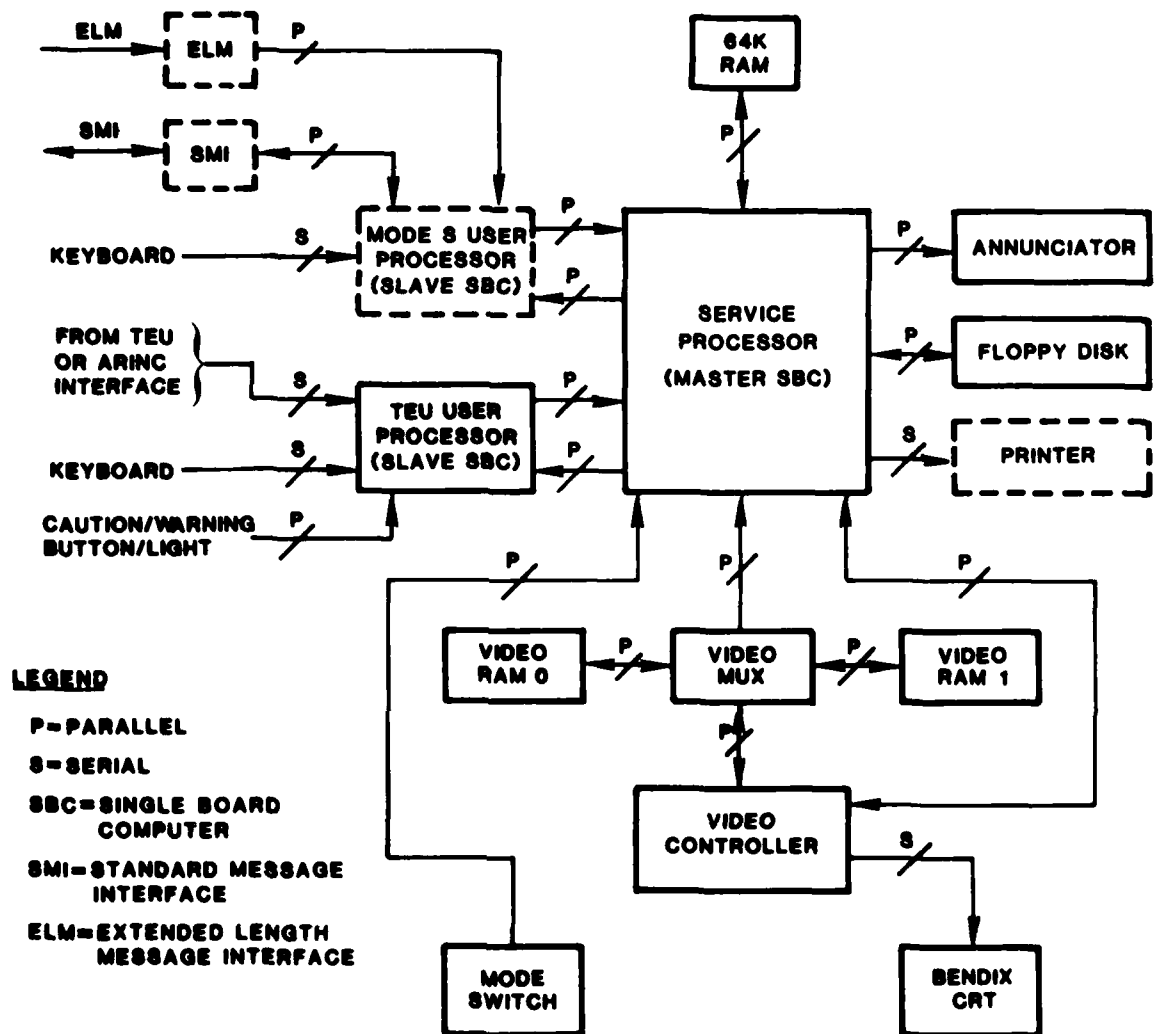 ELM
ELM
P
64K
RAM
P
SMI
SMI
P
KEYBOARD
S
MODE S USER
PROCESSOR
(SLAVE SBC)
P
P
FROM TEU
OR ARINC
INTERFACE
S
KEYBOARD
S
TEU USER
PROCESSOR
(SLAVE SBC)
P
P
CAUTION/WARNING
BUTTON/LIGHT
P
SERVICE
PROCESSOR
(MASTER SBC)
P
ANNUNCIATOR
P
FLOPPY DISK
S
PRINTER
P
P
P
VIDEO
RAM 0
P
VIDEO
MUX
P
VIDEO
RAM 1
P
VIDEO
CONTROLLER
S
MODE
SWITCH
BENDIX
CRT
LEGEND
P=PARALLEL
S=SERIAL
SBC=SINGLE BOARD
COMPUTER
SMI=STANDARD MESSAGE
INTERFACE
ELM=EXTENDED LENGTH
MESSAGE INTERFACE